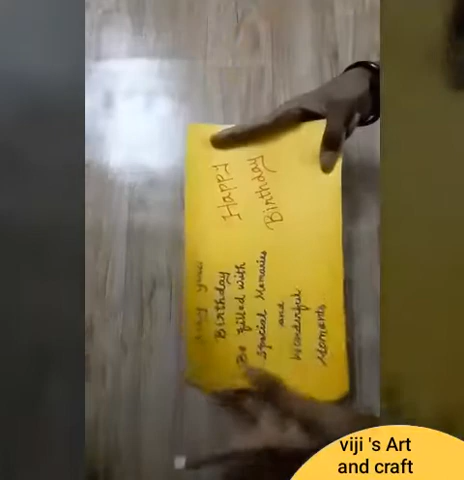 Happy
Birthday
May your
Birthday
Be filled with
Special Memories
and
Wonderful
Moments
viji 's Art
and craft